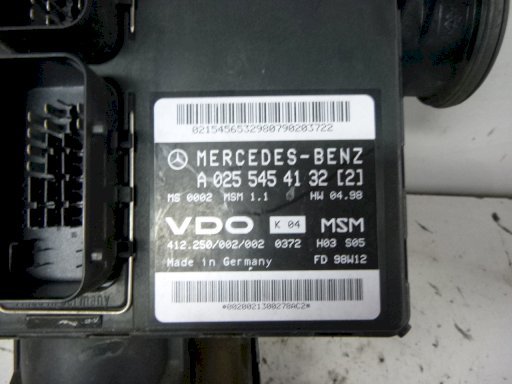 0215456532980790203722
MERCEDES-BENZ
A 025 545 41 32 [2]
MS 0002 MSM 1.1 HW 04.98
VDO K 04 MSM
412.250/002/002 0372 H03 S05
Made in Germany FD 98W12
*0020021300278AC2*